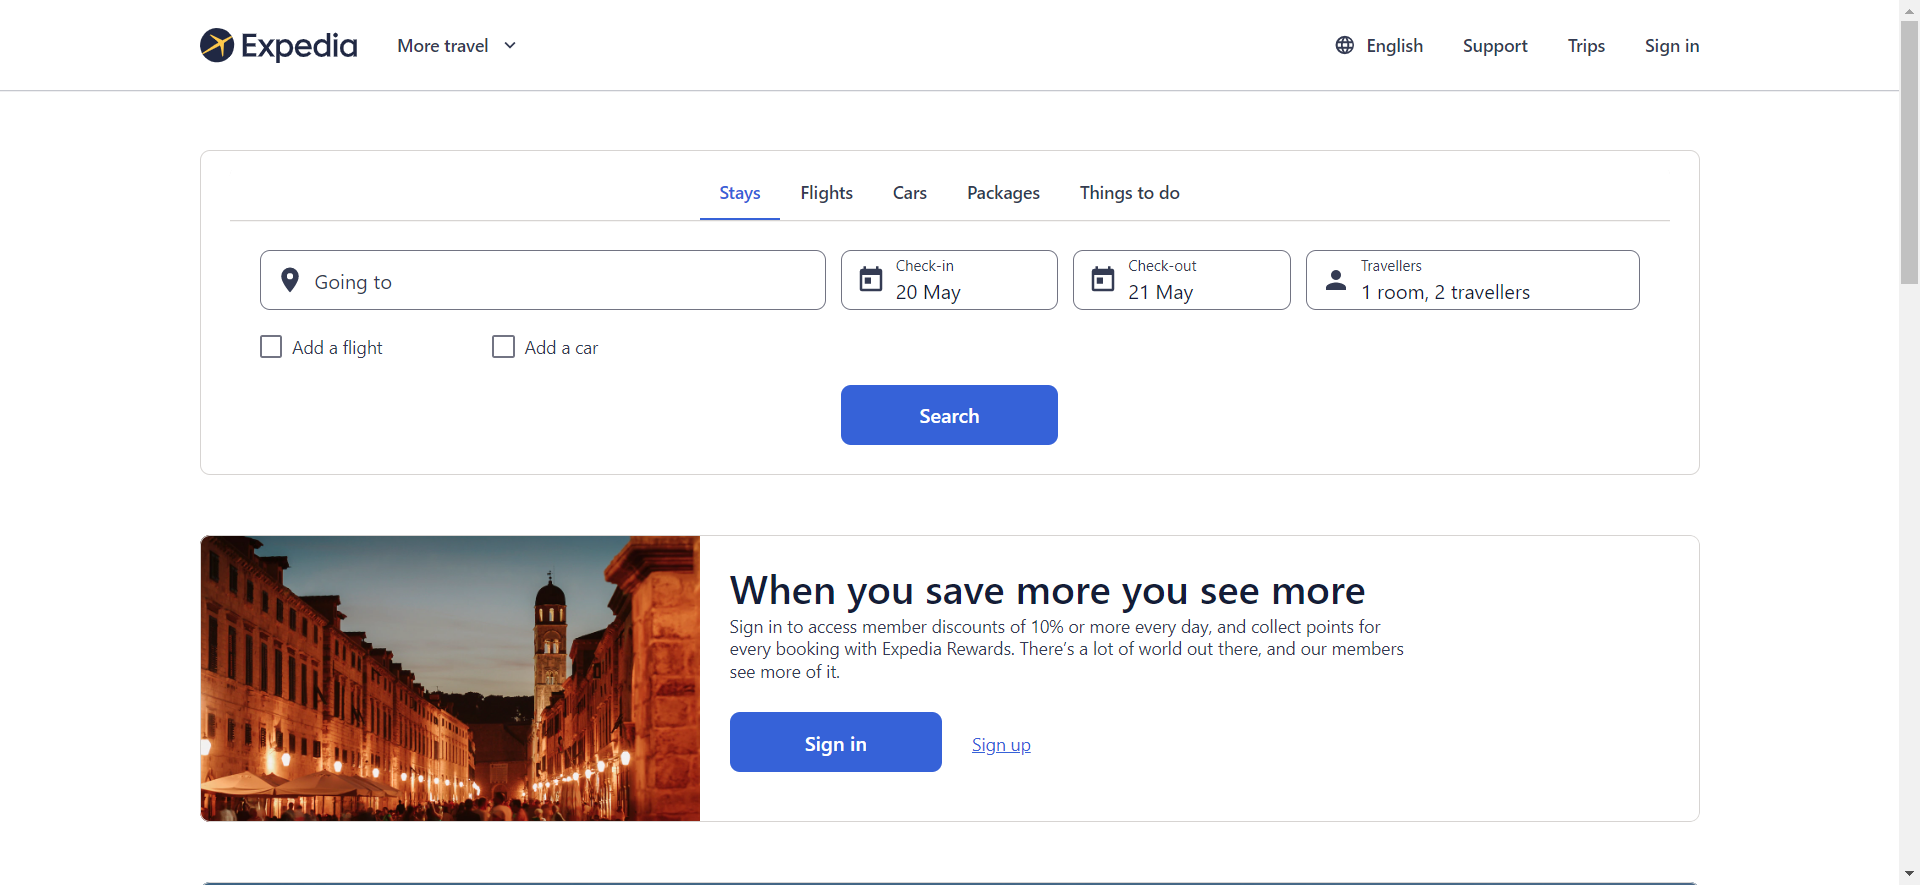 Expedia
More travel
English
Support
Trips
Sign in
Stays
Flights
Cars
Packages
Things to do
Going to
Check-in
20 May
Check-out
21 May
Travellers
1 room, 2 travellers
Add a flight
Add a car
Search
When you save more you see more
Sign in to access member discounts of 10% or more every day, and collect points for
every booking with Expedia Rewards. There’s a lot of world out there, and our members
see more of it.
Sign in
Sign up